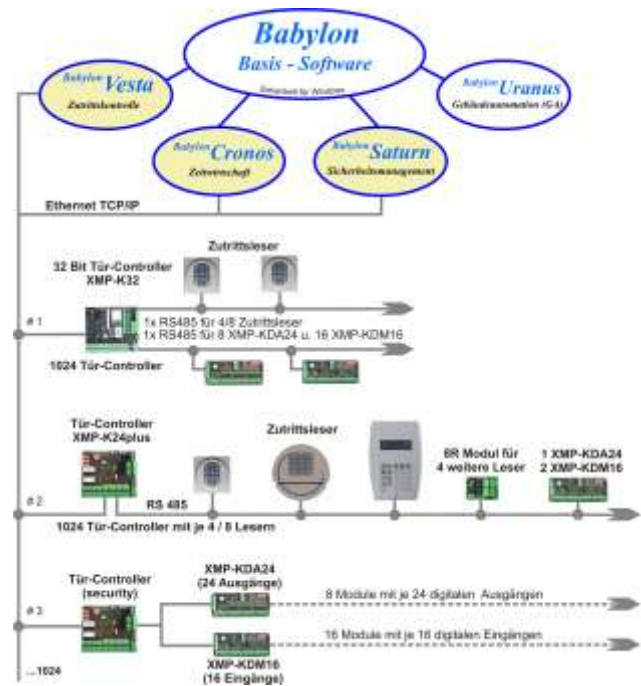 Babylon
Basis - Software
Babylon Vesta
Zutrittskontrolle
Babylon Uranus
Gebäudeautomation (GA)
Babylon Cronos
Zeitwirtschaft
Babylon Saturn
Sicherheitsmanagement
Ethernet TCP/IP
Zutrittsleser
32 Bit Tür-Controller
XMP-K32
# 1
1x RS485 für 4/8 Zutrittsleser
1x RS485 für 8 XMP-KDA24 u. 16 XMP-KDM16
1024 Tür-Controller
Tür-Controller
XMP-K24plus
Zutrittsleser
8R Modul für
4 weitere Leser
1 XMP-KDA24
2 XMP-KDM16
RS 485
# 2
1024 Tür-Controller mit je 4 / 8 Lesern
Tür-Controller
(security)
XMP-KDA24
(24 Ausgänge)
8 Module mit je 24 digitalen Ausgängen
# 3
16 Module mit je 16 digitalen Eingängen
XMP-KDM16
(16 Eingänge)
...1024